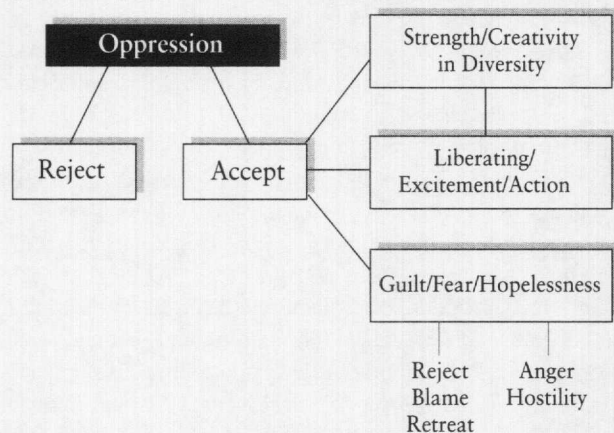 Oppression
Reject
Accept
Strength/Creativity
in Diversity
Liberating/
Excitement/Action
Guilt/Fear/Hopelessness
Reject
Blame
Retreat
Anger
Hostility